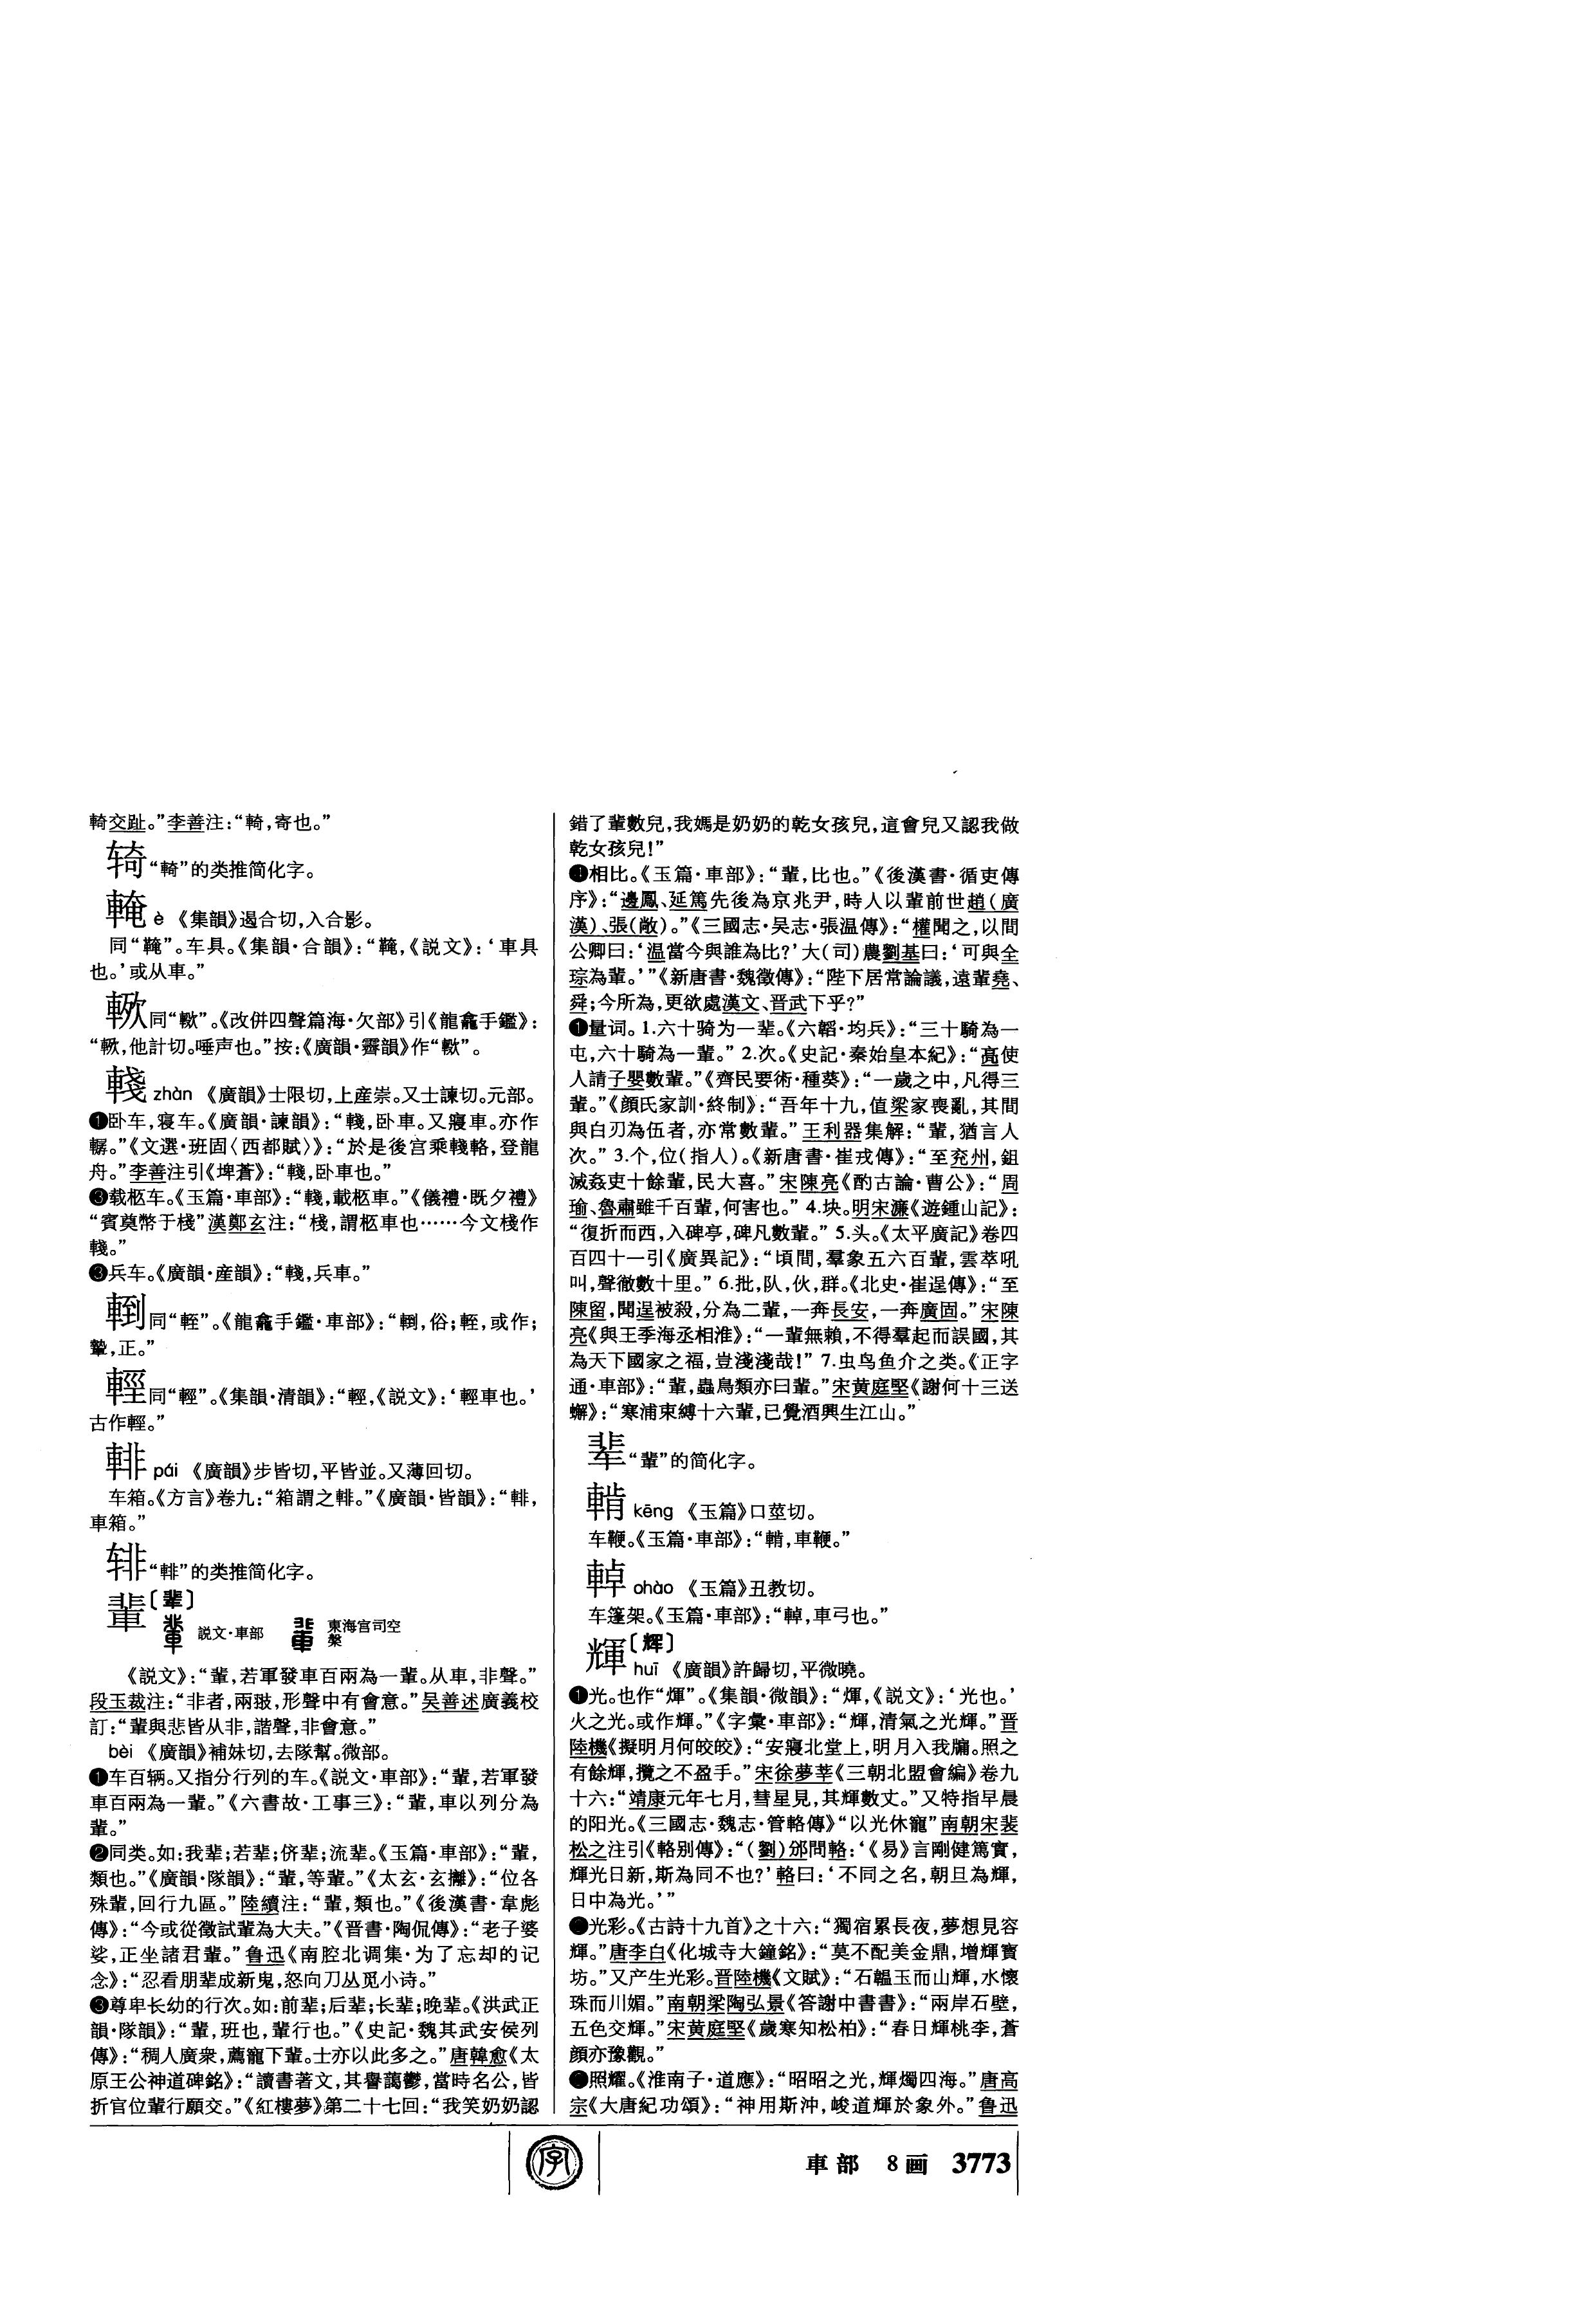 輢交趾。”李善注：“輢，寄也。”
𬨎“輢”的类推简化字。
䡝 è 《集韻》遏合切，入合影。
同“䩎”。车具。《集韻·合韻》：“䩎，《説文》：‘車具
也。’或从車。”
同“𣤩”。《改併四聲篇海·欠部》引《龍龕手鑑》：
他計切。唾声也。”按：《廣韻·霽韻》作
輚 zhàn 《廣韻》士限切，上産崇。又士諫切。元部。
❶卧车，寝车。《廣韻·諫韻》：“輚，卧車。又寢車。亦作
轏。”《文選·班固〈西都賦〉》：“於是後宫乘輚輅，登龍
舟。”李善注引《埤蒼》：“輚，卧車也。”
❸载柩车。《玉篇·車部》：“輚，載柩車。”《儀禮·既夕禮》
“賓奠幣于棧”漢鄭玄注：“棧，謂柩車也……今文棧作
輚。”
❸兵车。《廣韻·産韻》：“輚，兵車。”
同“輊”。《龍龕手鑑·車部》：“俗；輊，或作；
𨌣，正。”
輕同“輕”。《集韻·清韻》：“輕，《説文》：‘輕車也。’
古作輕。”
輫 pái 《廣韻》步皆切，平皆並。又薄回切。
车箱。《方言》卷九：“箱謂之輫。”《廣韻·皆韻》：“輫，
車箱。”
“輫”的类推简化字。
輩〔軰〕
説文·車部 東海宫司空
槃
《説文》：“輩，若軍發車百兩為一輩。从車，非聲。”
段玉裁注：“非者，兩㚘，形聲中有會意。”吴善述廣義校
訂：“輩與悲皆从非，諧聲，非會意。”
bèi 《廣韻》補妹切，去隊幫。微部。
❶车百辆。又指分行列的车。《説文·車部》：“輩，若軍發
車百兩為一輩。”《六書故·工事三》：“輩，車以列分為
輩。”
❷同类。如：我辈；若辈；侪辈；流辈。《玉篇·車部》：“輩，
類也。”《廣韻·隊韻》：“輩，等輩。”《太玄·玄攡》：“位各
殊輩，回行九區。”陸績注：“輩，類也。”《後漢書·韋彪
傳》：“今或從徵試輩為大夫。”《晋書·陶侃傳》：“老子婆
娑，正坐諸君輩。”鲁迅《南腔北调集·为了忘却的记
念》：“忍看朋辈成新鬼，怒向刀丛觅小诗。”
❸尊卑长幼的行次。如：前辈；后辈；长辈；晚辈。《洪武正
韻·隊韻》：“輩，班也，輩行也。”《史記·魏其武安侯列
傳》：“稠人廣衆，薦寵下輩。士亦以此多之。”唐韓愈《太
原王公神道碑銘》：“讀書著文，其譽藹鬱，當時名公，皆
折官位輩行願交。”《紅樓夢》第二十七回：“我笑奶奶認
錯了輩數兒，我媽是奶奶的乾女孩兒，這會兒又認我做
乾女孩兒！”
相比。《玉篇·車部》：“輩，比也。”《後漢書·循吏傳
序》：“邊鳳、延篤先後為京兆尹，時人以輩前世趙（廣
漢）、張（敞）。”《三國志·吴志·張温傳》：“權聞之，以問
公卿曰：‘温當今與誰為比？’大（司）農劉基曰：‘可與全
琮為輩。’”《新唐書·魏徵傳》：“陛下居常論議，遠輩堯、
舜；今所為，更欲處漢文、晋武下乎？”
❶量词。1.六十骑为一辈。《六韜·均兵》：“三十騎為一
屯，六十騎為一輩。”2.次。《史記·秦始皇本紀》：“高使
人請子嬰數輩。”《齊民要術·種葵》：“一歲之中，凡得三
輩。”《顔氏家訓·終制》：“吾年十九，值梁家喪亂，其間
與白刃為伍者，亦常數輩。”王利器集解：“輩，猶言人
次。”3.个，位（指人）。《新唐書·崔戎傳》：“至兖州，鉏
滅姦吏十餘輩，民大喜。”宋陳亮《酌古論·曹公》：“周
瑜、魯肅雖千百輩，何害也。”4.块。明宋濂《遊鍾山記》：
“復折而西，入碑亭，碑凡數輩。”5.头。《太平廣記》卷四
百四十一引《廣異記》：“頃間，羣象五六百輩，雲萃吼
叫，聲徹數十里。”6.批，队，伙，群。《北史·崔逞傳》：“至
陳留，聞逞被殺，分為二輩，一奔長安，一奔廣固。”宋陳
亮《與王季海丞相淮》：“一輩無賴，不得羣起而誤國，其
為天下國家之福，豈淺淺哉！”7.虫鸟鱼介之类。《正字
通·車部》：“輩，蟲鳥類亦曰輩。”宋黄庭堅《謝何十三送
蠏》：“寒浦束縛十六輩，已覺酒興生江山。”
辈“輩”的简化字。
䡰 kēng 《玉篇》口莖切。
车鞭。《玉篇·車部》：“䡰，車鞭。”
䡤 ohào 《玉篇》丑教切。
车篷架。《玉篇·車部》：“䡤，車弓也。”
輝〔辉〕
huī 《廣韻》許歸切，平微曉。
❶光。也作“煇”。《集韻·微韻》：“煇，《説文》：‘光也。’
火之光。或作輝。”《字彙·車部》：“輝，清氣之光輝。”晋
陸機《擬明月何皎皎》：“安寢北堂上，明月入我牖。照之
有餘輝，攬之不盈手。”宋徐夢莘《三朝北盟會編》卷九
十六：“靖康元年七月，彗星見，其輝數丈。”又特指早晨
的阳光。《三國志·魏志·管輅傳》“以光休寵”南朝宋裴
松之注引《輅别傳》：“（劉）邠問輅：‘《易》言剛健篤實，
輝光日新，斯為同不也？’輅曰：‘不同之名，朝旦為輝，
日中為光。’”
光彩。《古詩十九首》之十六：“獨宿累長夜，夢想見容
輝。”唐李白《化城寺大鐘銘》：“莫不配美金鼎，增輝寳
坊。”又产生光彩。晋陸機《文賦》：“石韞玉而山輝，水懷
珠而川媚。”南朝梁陶弘景《答謝中書書》：“兩岸石壁，
五色交輝。”宋黄庭堅《歲寒知松柏》：“春日輝桃李，蒼
顔亦豫觀。”
照耀。《淮南子·道應》：“昭昭之光，輝燭四海。”唐高
宗《大唐紀功頌》：“神用斯沖，峻道輝於象外。”鲁迅
字
車部 8画 3773